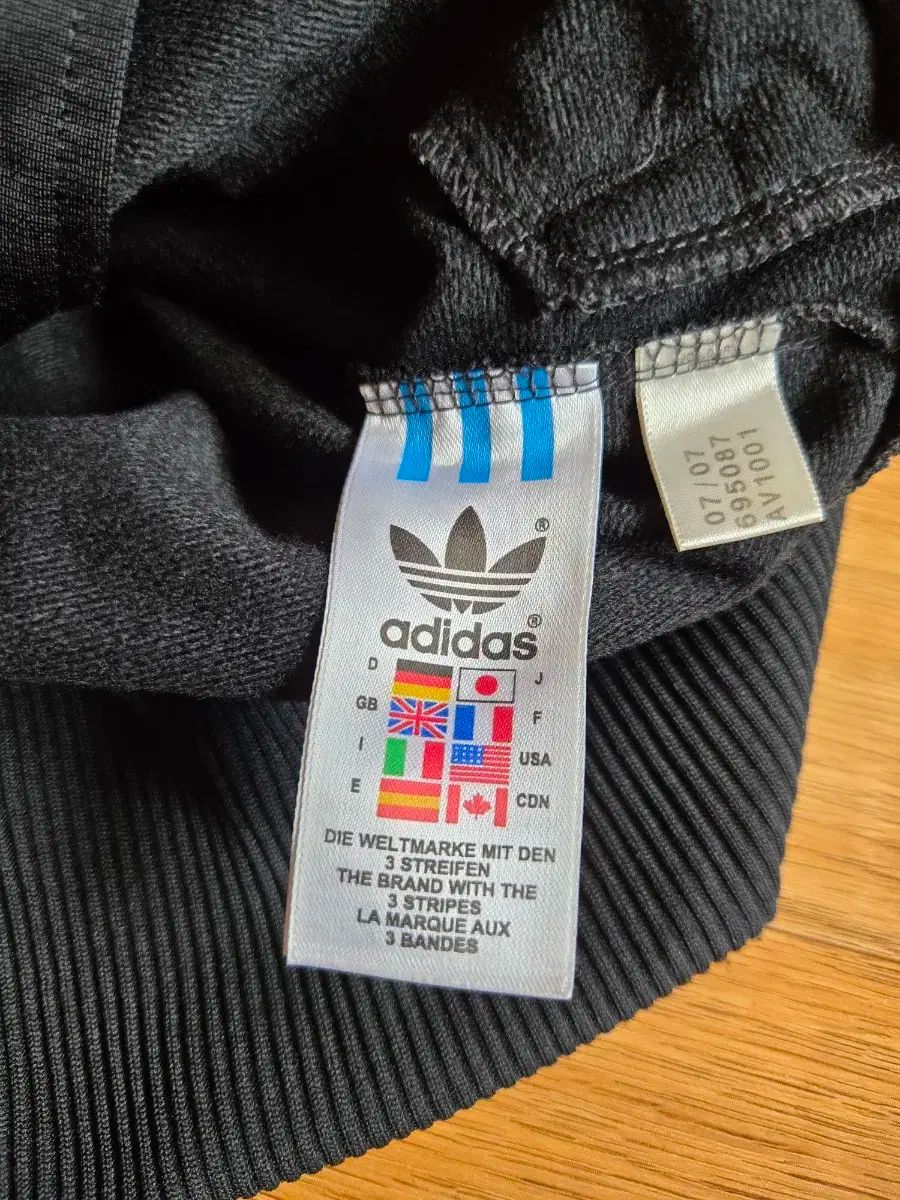 ®
adidas®
D
J
GB
F
I
USA
E
CDN
DIE WELTMARKE MIT DEN
3 STREIFEN
THE BRAND WITH THE
3 STRIPES
LA MARQUE AUX
3 BANDES
07/07
695087
AV1001